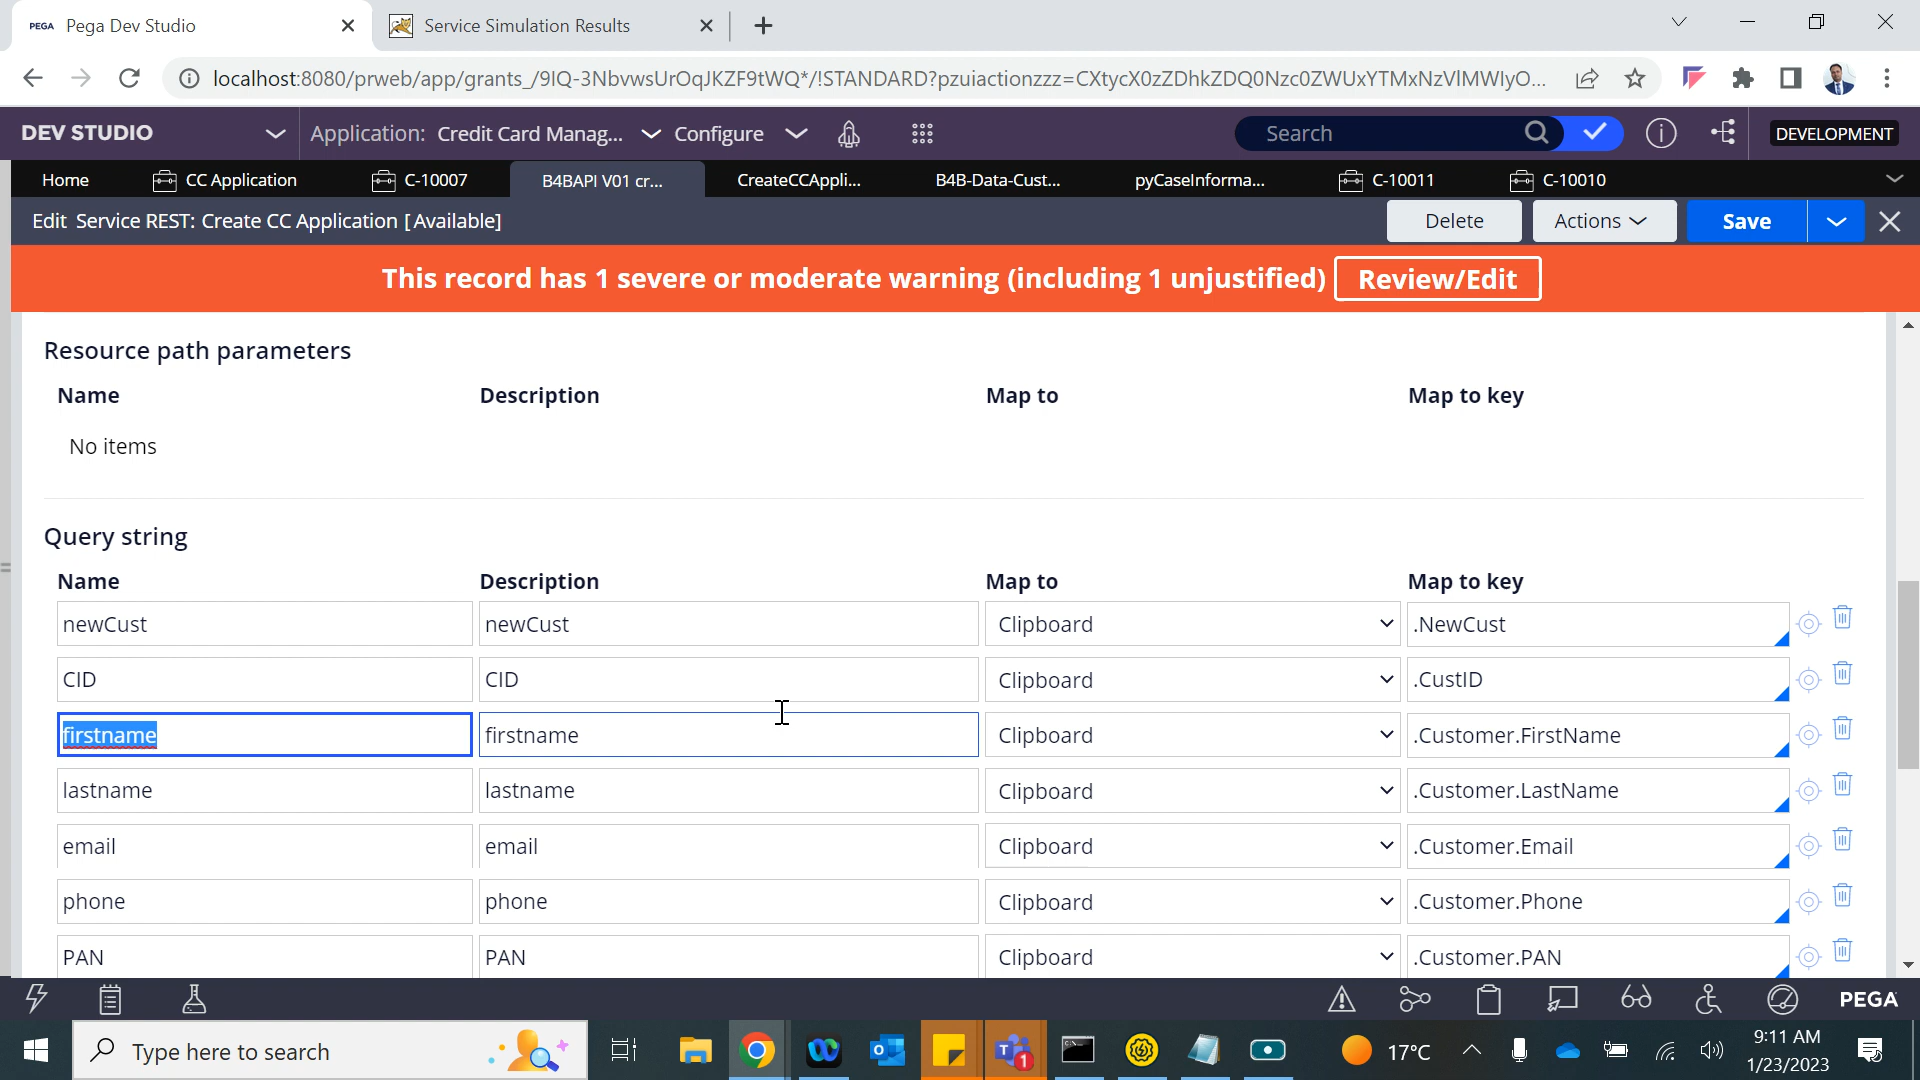 PEGA Pega Dev Studio
Service Simulation Results
localhost:8080/prweb/app/grants_/9IQ-3NbvwsUrOqJKZF9tWQ*/!STANDARD?pzuiactionzzz=CXtycX0zZDhkZDQ0Nzc0ZWUxYTMxNzVlMWIyO...
DEV STUDIO Application: Credit Card Manag... Configure Search DEVELOPMENT
Home CC Application C-10007 B4BAPI V01 cr... CreateCCAppli... B4B-Data-Cust... pyCaseInforma... C-10011 C-10010
Edit Service REST: Create CC Application [Available] Delete Actions Save
This record has 1 severe or moderate warning (including 1 unjustified) Review/Edit
Resource path parameters
Name Description Map to Map to key
No items
Query string
Name Description Map to Map to key
newCust newCust Clipboard .NewCust
CID CID Clipboard .CustID
firstname firstname Clipboard .Customer.FirstName
lastname lastname Clipboard .Customer.LastName
email email Clipboard .Customer.Email
phone phone Clipboard .Customer.Phone
PAN PAN Clipboard .Customer.PAN
PEGA
Type here to search 1 17°C 9:11 AM
1/23/2023